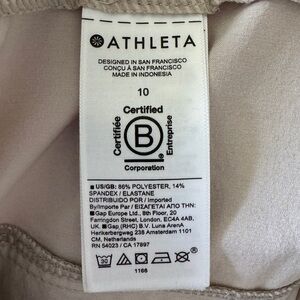 ATHLETA
DESIGNED IN SAN FRANCISCO
CONÇU À SAN FRANCISCO
MADE IN INDONESIA
10
Certified
Certifiée
B
Entreprise
Corporation
■ US/GB: 86% POLYESTER, 14%
SPANDEX / ELASTANE
DISTRIBUIDO POR / Imported
By/Importe Par / ΕΙΣΑΓΕΤΑΙ ΑΠΟ ΤΗΝ:
■Gap Europe Ltd., 8th Floor, 20
Farringdon Street, London, EC4A 4AB,
UK, ■Gap (RHC) B.V. Luna ArenA
Herikerbergweg 238 Amsterdam 1101
CM, Netherlands
RN 54023 / CA 17897
30
1166